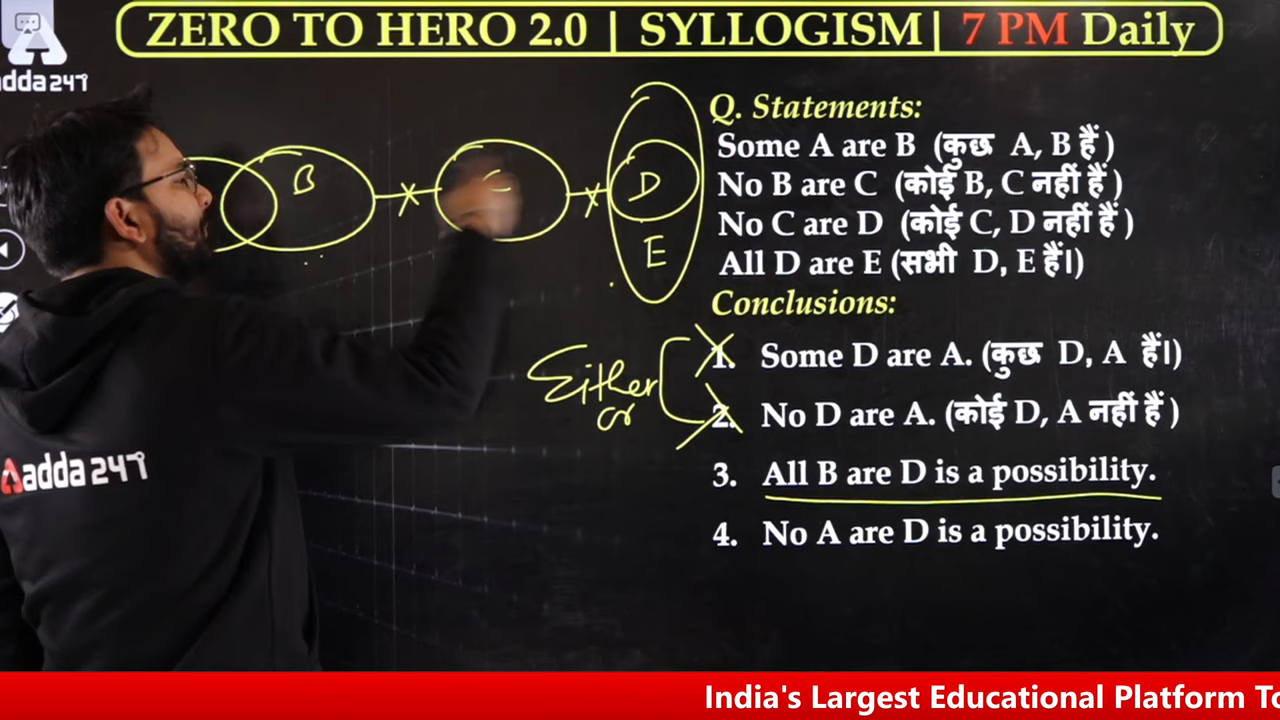 ZERO TO HERO 2.0 | SYLLOGISM | 7 PM Daily
adda247
Q. Statements:
Some A are B (कुछ A, B हैं)
No B are C (कोई B, C नहीं हैं)
No C are D (कोई C, D नहीं हैं)
All D are E (सभी D, E हैं।)
Conclusions:
1. Some D are A. (कुछ D, A हैं।)
2. No D are A. (कोई D, A नहीं हैं)
3. All B are D is a possibility.
4. No A are D is a possibility.
B
C
D
E
Either
or
adda247
India's Largest Educational Platform To